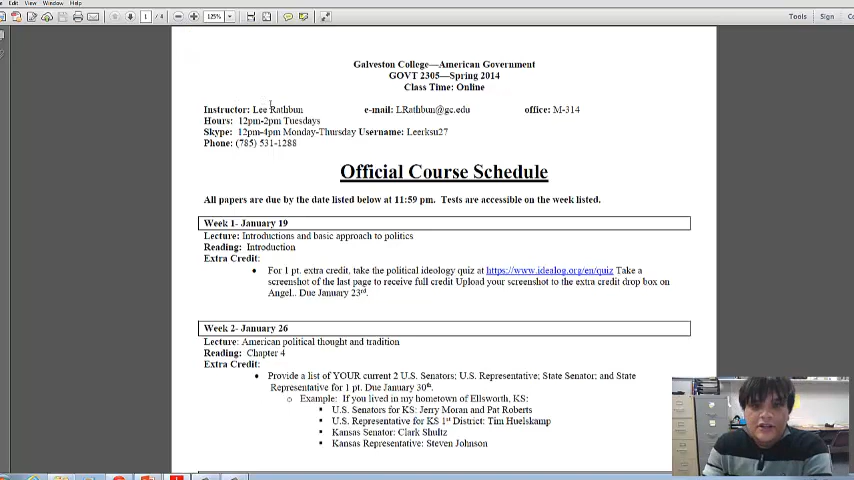 Edit View Window Help
1 / 4 125% Tools Sign
Galveston College—American Government
GOVT 2305—Spring 2014
Class Time: Online
Instructor: Lee Rathbun e-mail: LRathbun@gc.edu office: M-314
Hours: 12pm-2pm Tuesdays
Skype: 12pm-4pm Monday-Thursday Username: Leerksu27
Phone: (785) 531-1288
Official Course Schedule
All papers are due by the date listed below at 11:59 pm. Tests are accessible on the week listed.
Week 1- January 19
Lecture: Introductions and basic approach to politics
Reading: Introduction
Extra Credit:
• For 1 pt. extra credit, take the political ideology quiz at https://www.idealog.org/en/quiz Take a
screenshot of the last page to receive full credit Upload your screenshot to the extra credit drop box on
Angel.. Due January 23rd.
Week 2- January 26
Lecture: American political thought and tradition
Reading: Chapter 4
Extra Credit:
• Provide a list of YOUR current 2 U.S. Senators; U.S. Representative; State Senator; and State
Representative for 1 pt. Due January 30th.
○ Example: If you lived in my hometown of Ellsworth, KS:
▪ U.S. Senators for KS: Jerry Moran and Pat Roberts
▪ U.S. Representative for KS 1st District: Tim Huelskamp
▪ Kansas Senator: Clark Shultz
▪ Kansas Representative: Steven Johnson